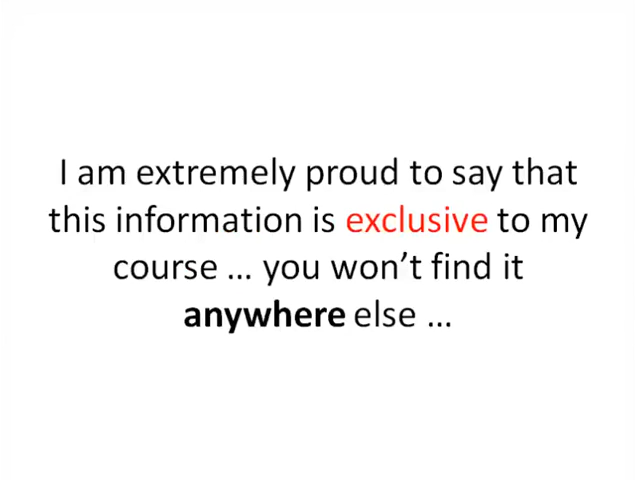 I am extremely proud to say that
this information is exclusive to my
course … you won’t find it
anywhere else …